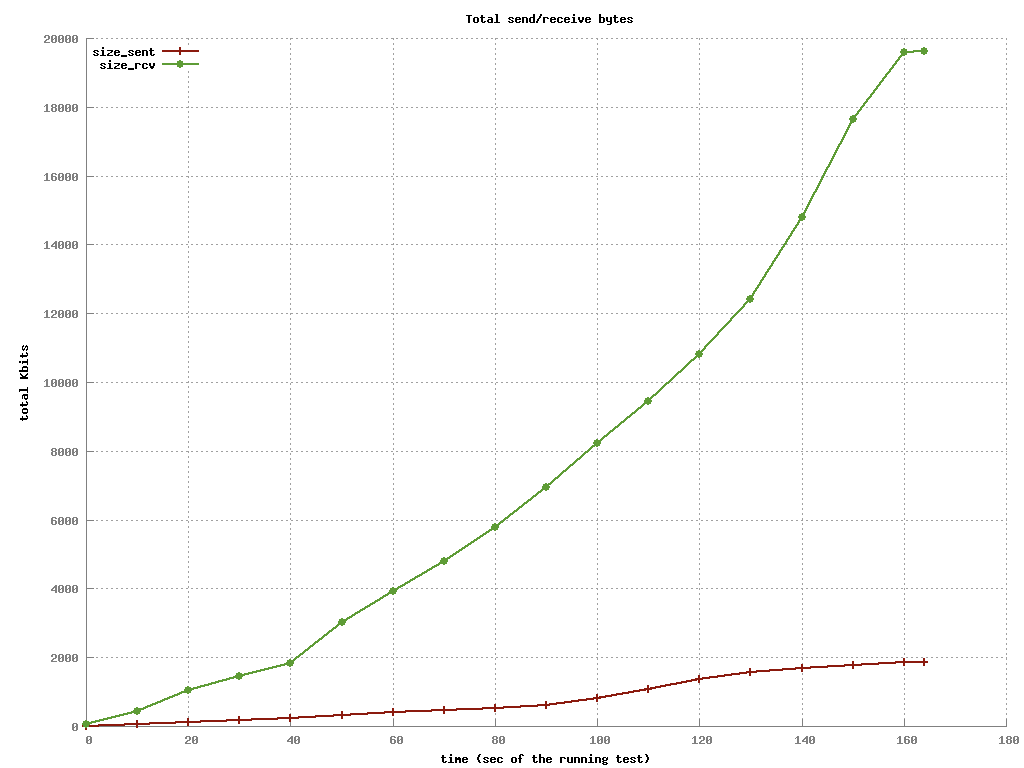 Total send/receive bytes
size_sent
size_rcv
20000
18000
16000
14000
12000
10000
8000
6000
4000
2000
0
total Kbits
0 20 40 60 80 100 120 140 160 180
time (sec of the running test)